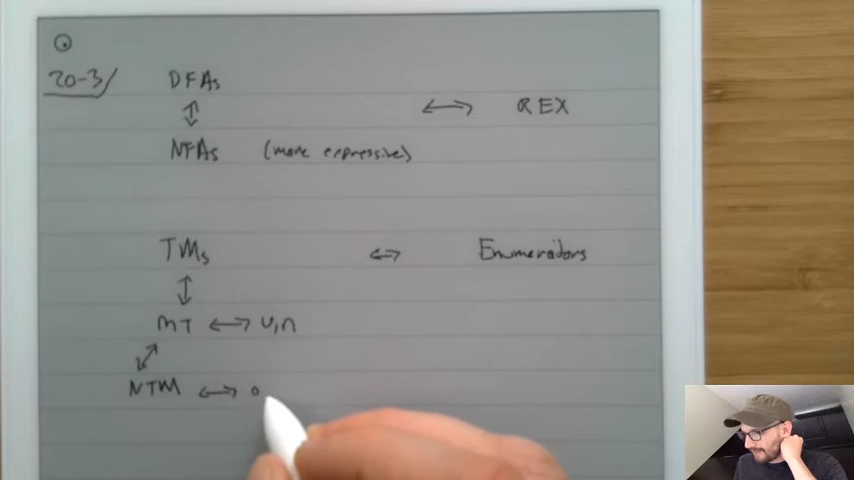 20-3/ DFAs
↕ ↔ REX
NFAs (more expressive)
TMs ↔ Enumerators
↕
MT ↔ ∪,∩
↕
NTM ↔ o